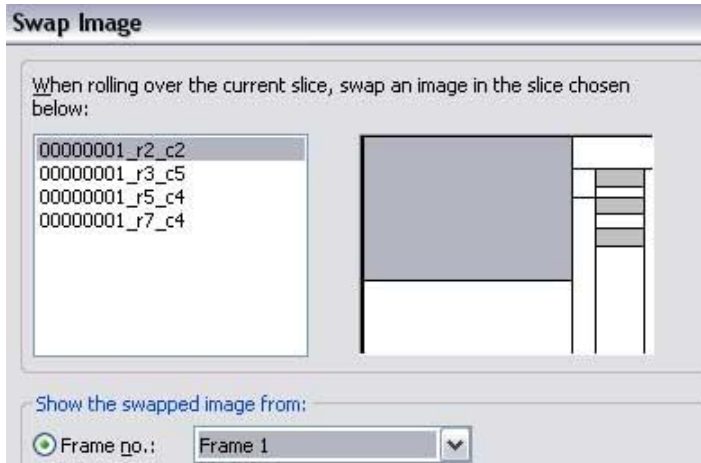 Swap Image
When rolling over the current slice, swap an image in the slice chosen
below:
00000001_r2_c2
00000001_r3_c5
00000001_r5_c4
00000001_r7_c4
Show the swapped image from:
Frame no.: Frame 1